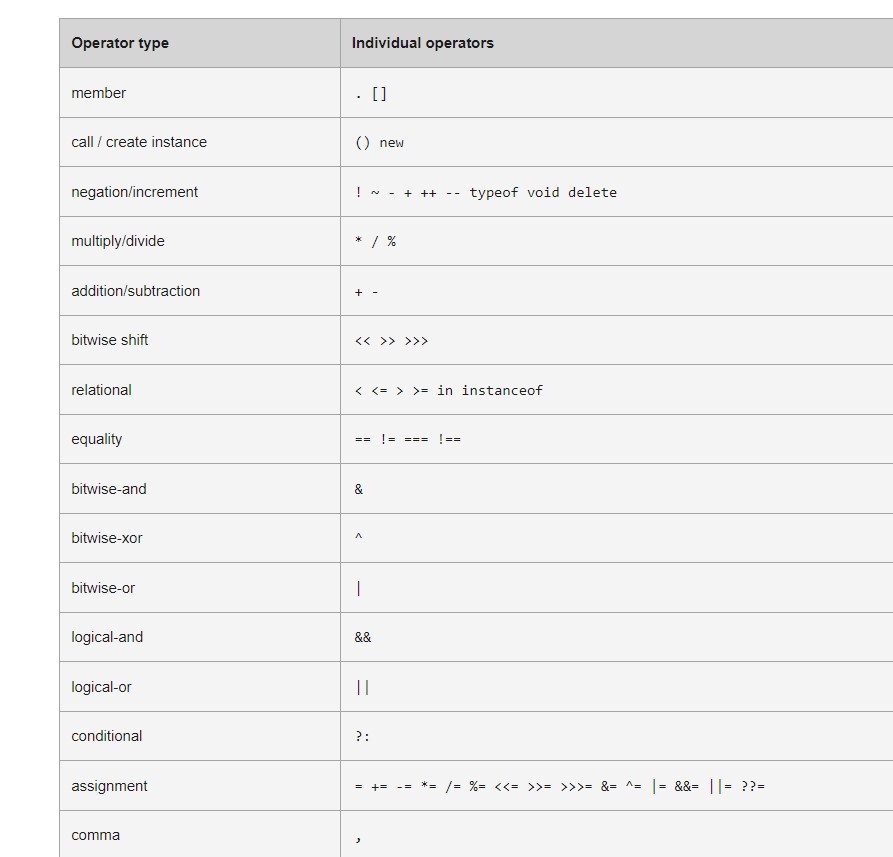 Operator type Individual operators
member . []
call / create instance () new
negation/increment ! ~ - + ++ -- typeof void delete
multiply/divide * / %
addition/subtraction + -
bitwise shift << >> >>>
relational < <= > >= in instanceof
equality == != === !==
bitwise-and &
bitwise-xor ^
bitwise-or |
logical-and &&
logical-or ||
conditional ?:
assignment = += -= *= /= %= <<= >>= >>>= &= ^= |= &&= ||= ??=
comma ,